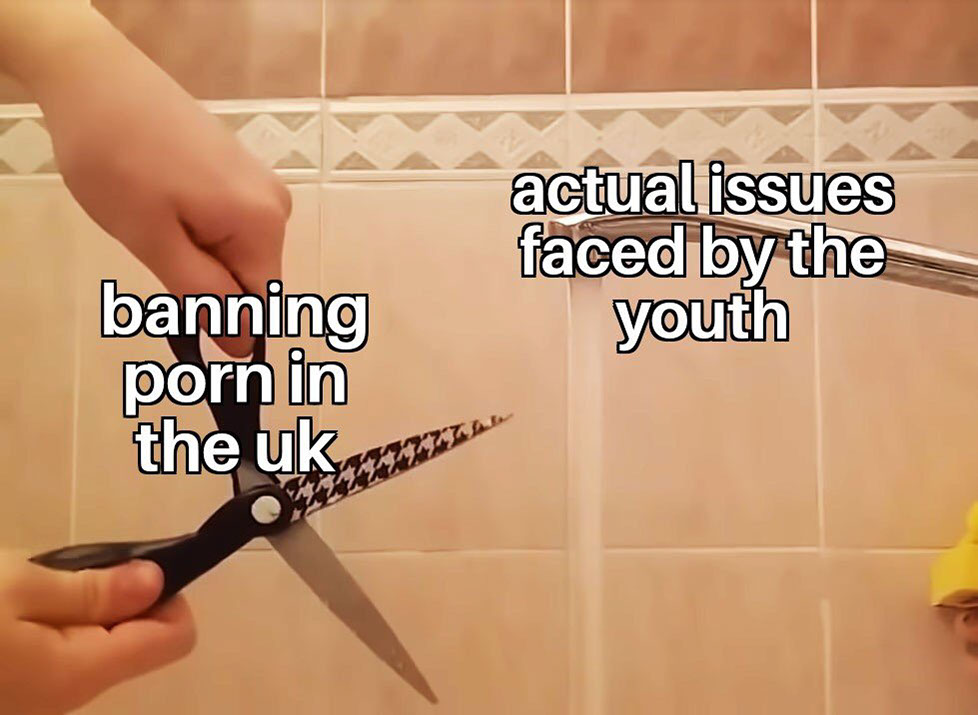 banning
porn in
the uk
actual issues
faced by the
youth